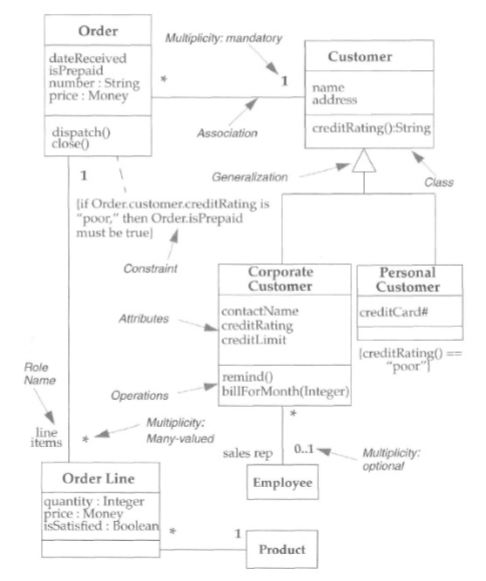 Order
dateReceived
isPrepaid
number : String
price : Money
dispatch()
close()
Multiplicity: mandatory
*
1
Association
Customer
name
address
creditRating():String
Generalization
Class
1
{if Order.customer.creditRating is
"poor," then Order.isPrepaid
must be true}
Constraint
Corporate
Customer
contactName
creditRating
creditLimit
remind()
billForMonth(Integer)
Attributes
Operations
Personal
Customer
creditCard#
{creditRating() ==
"poor"}
Role
Name
line
items
*
Multiplicity:
Many-valued
*
sales rep
0..1
Multiplicity:
optional
Employee
Order Line
quantity : Integer
price : Money
isSatisfied : Boolean
*
1
Product